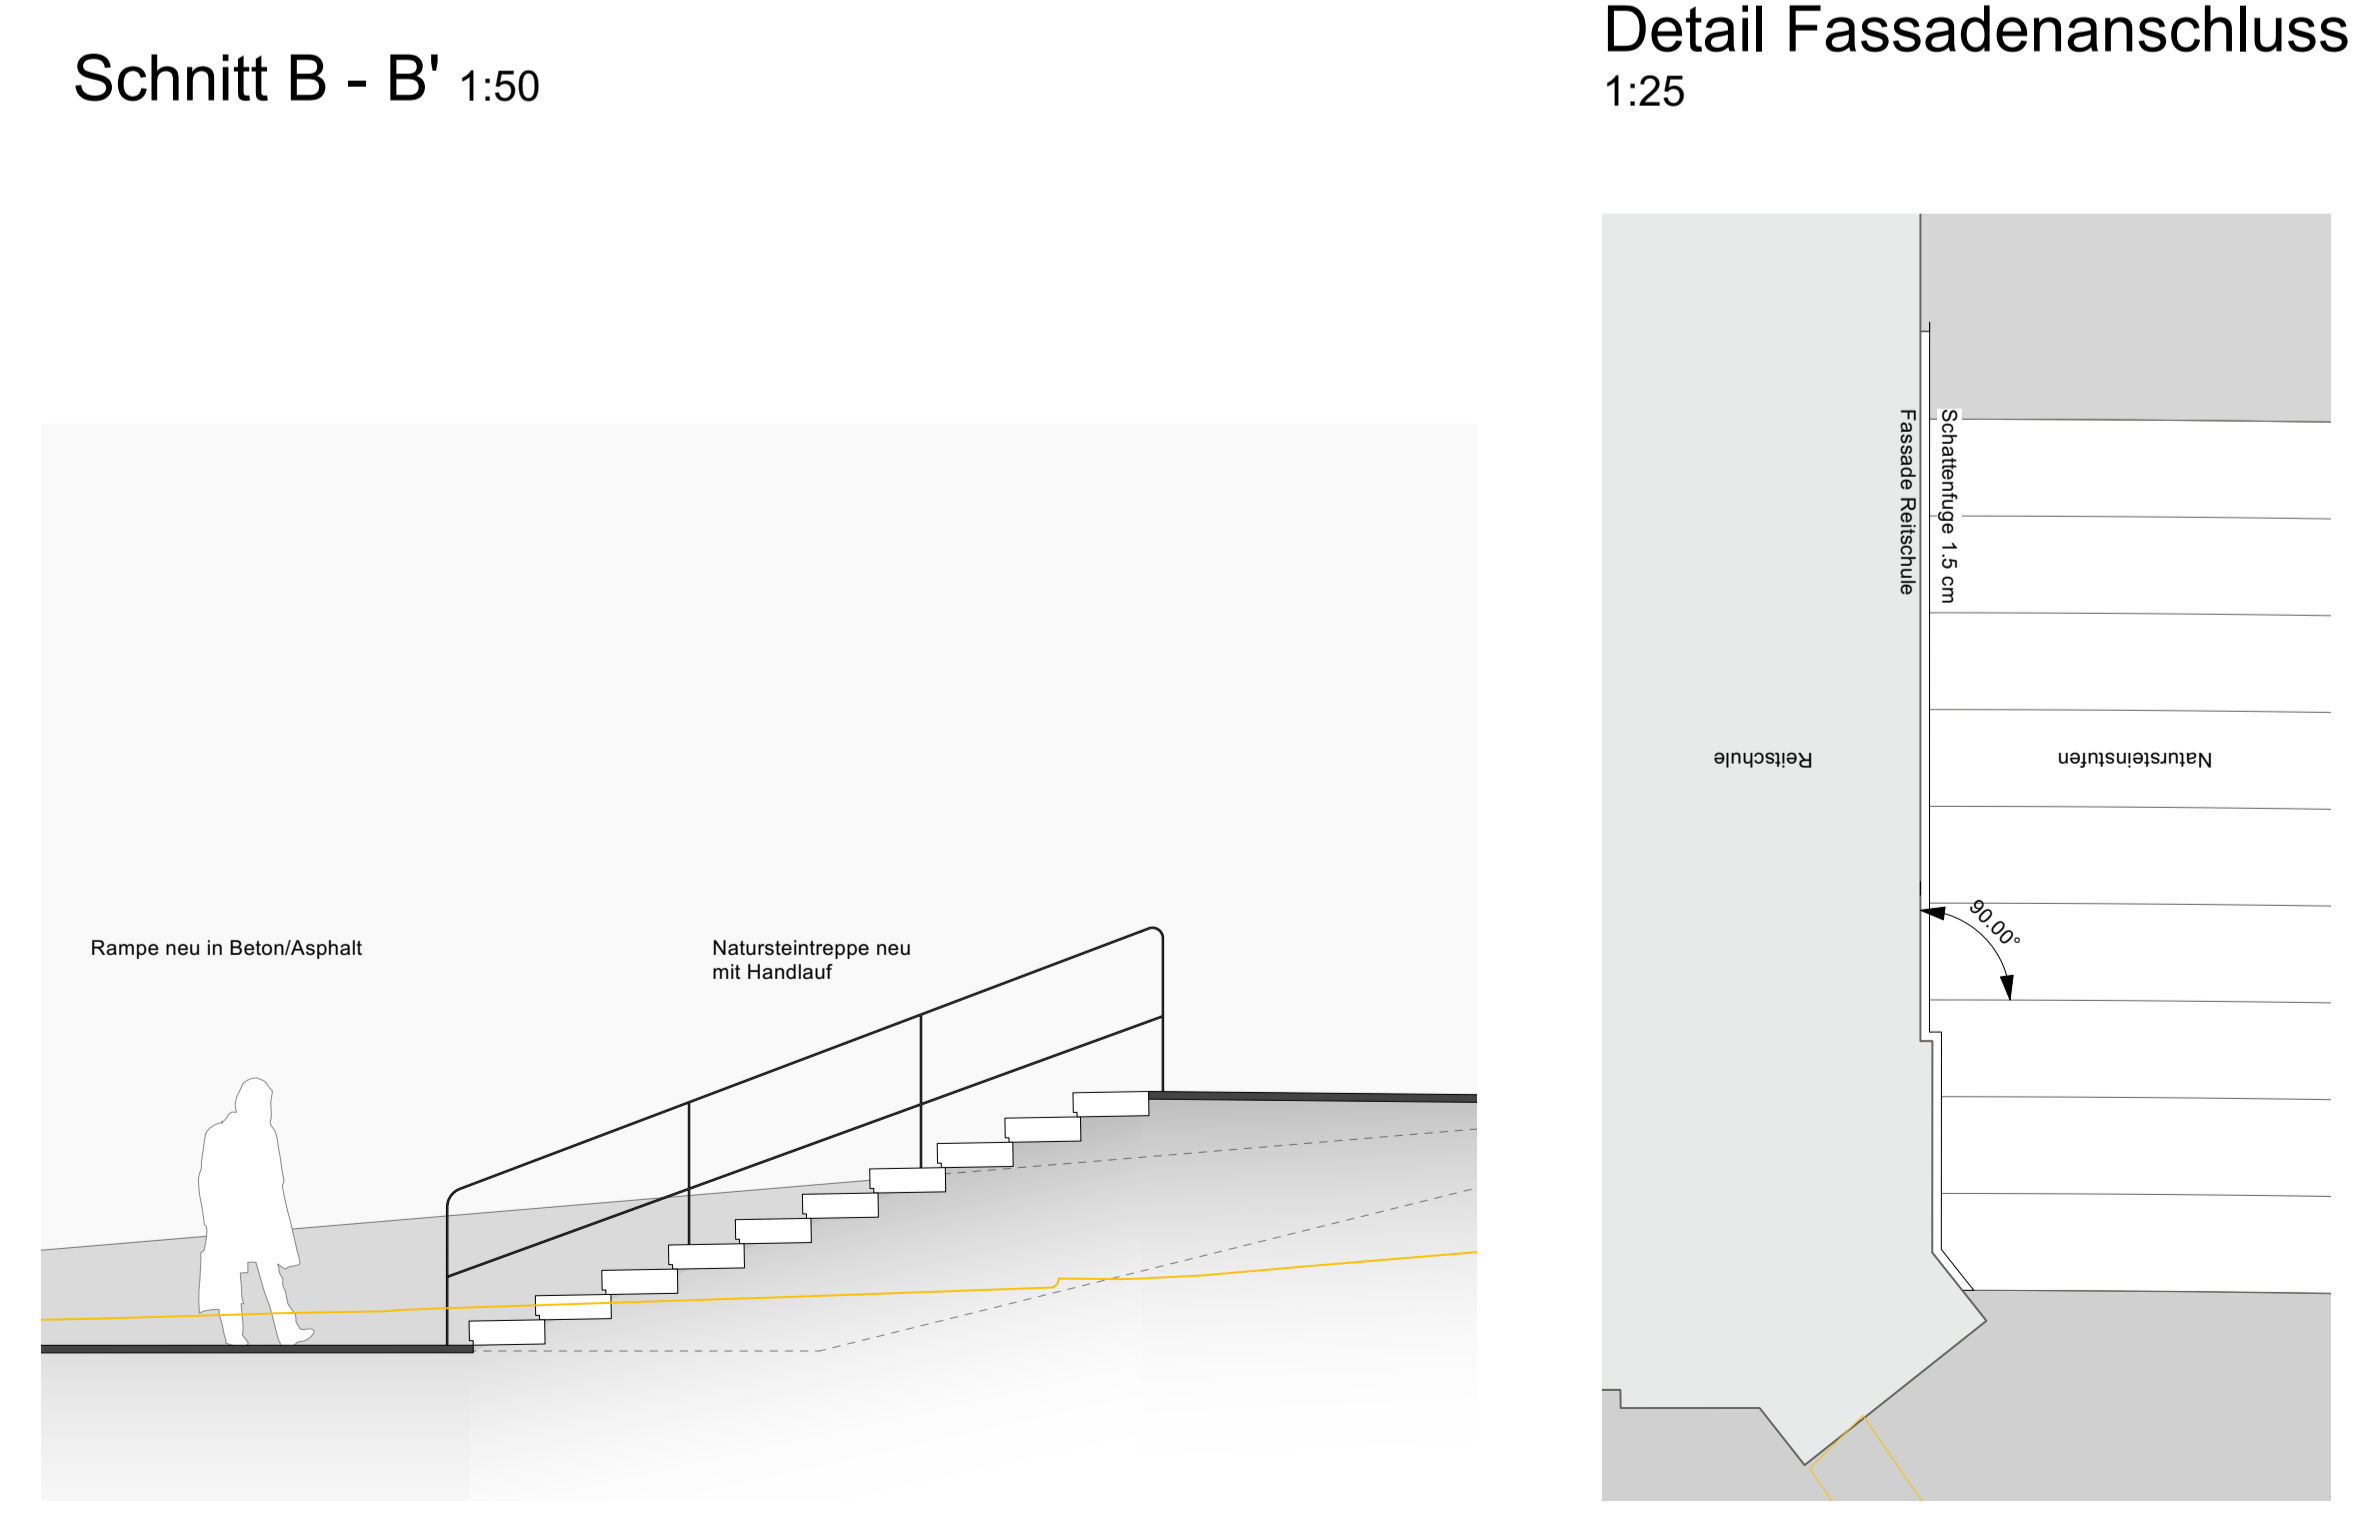 Schnitt B - B' 1:50
Detail Fassadenanschluss
1:25
Rampe neu in Beton/Asphalt
Natursteintreppe neu
mit Handlauf
Fassade Reitschule
Schattenfuge 1.5 cm
Reitschule
Natursteinstufen
90.00°